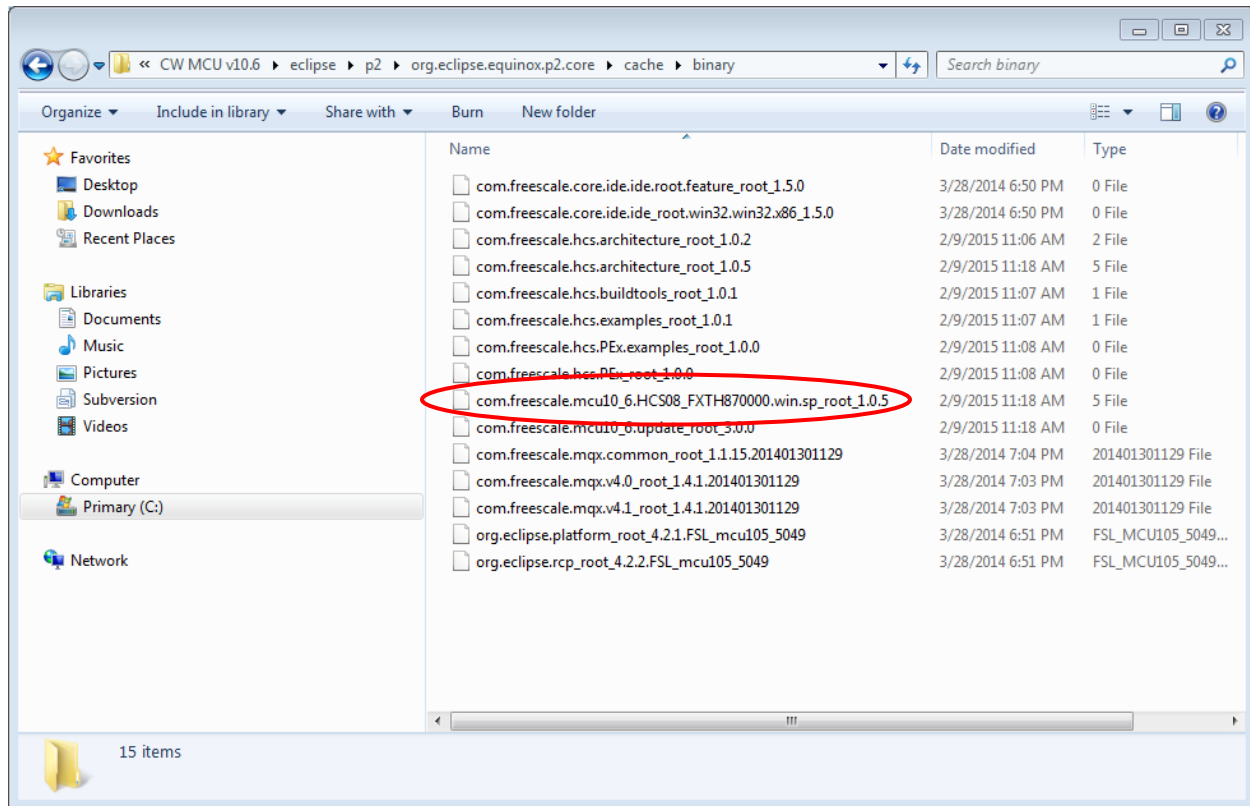 « CW MCU v10.6 ▸ eclipse ▸ p2 ▸ org.eclipse.equinox.p2.core ▸ cache ▸ binary Search binary
Organize Include in library Share with Burn New folder
Favorites
Desktop
Downloads
Recent Places
Libraries
Documents
Music
Pictures
Subversion
Videos
Computer
Primary (C:)
Network
Name Date modified Type
com.freescale.core.ide.ide.root.feature_root_1.5.0 3/28/2014 6:50 PM 0 File
com.freescale.core.ide.ide_root.win32.win32.x86_1.5.0 3/28/2014 6:50 PM 0 File
com.freescale.hcs.architecture_root_1.0.2 2/9/2015 11:06 AM 2 File
com.freescale.hcs.architecture_root_1.0.5 2/9/2015 11:18 AM 5 File
com.freescale.hcs.buildtools_root_1.0.1 2/9/2015 11:07 AM 1 File
com.freescale.hcs.examples_root_1.0.1 2/9/2015 11:07 AM 1 File
com.freescale.hcs.PEx.examples_root_1.0.0 2/9/2015 11:08 AM 0 File
com.freescale.hcs.PEx_root_1.0.0 2/9/2015 11:08 AM 0 File
com.freescale.mcu10_6.HCS08_FXTH870000.win.sp_root_1.0.5 2/9/2015 11:18 AM 5 File
com.freescale.mcu10_6.update_root_3.0.0 2/9/2015 11:18 AM 0 File
com.freescale.mqx.common_root_1.1.15.201401301129 3/28/2014 7:04 PM 201401301129 File
com.freescale.mqx.v4.0_root_1.4.1.201401301129 3/28/2014 7:03 PM 201401301129 File
com.freescale.mqx.v4.1_root_1.4.1.201401301129 3/28/2014 7:03 PM 201401301129 File
org.eclipse.platform_root_4.2.1.FSL_mcu105_5049 3/28/2014 6:51 PM FSL_MCU105_5049...
org.eclipse.rcp_root_4.2.2.FSL_mcu105_5049 3/28/2014 6:51 PM FSL_MCU105_5049...
15 items